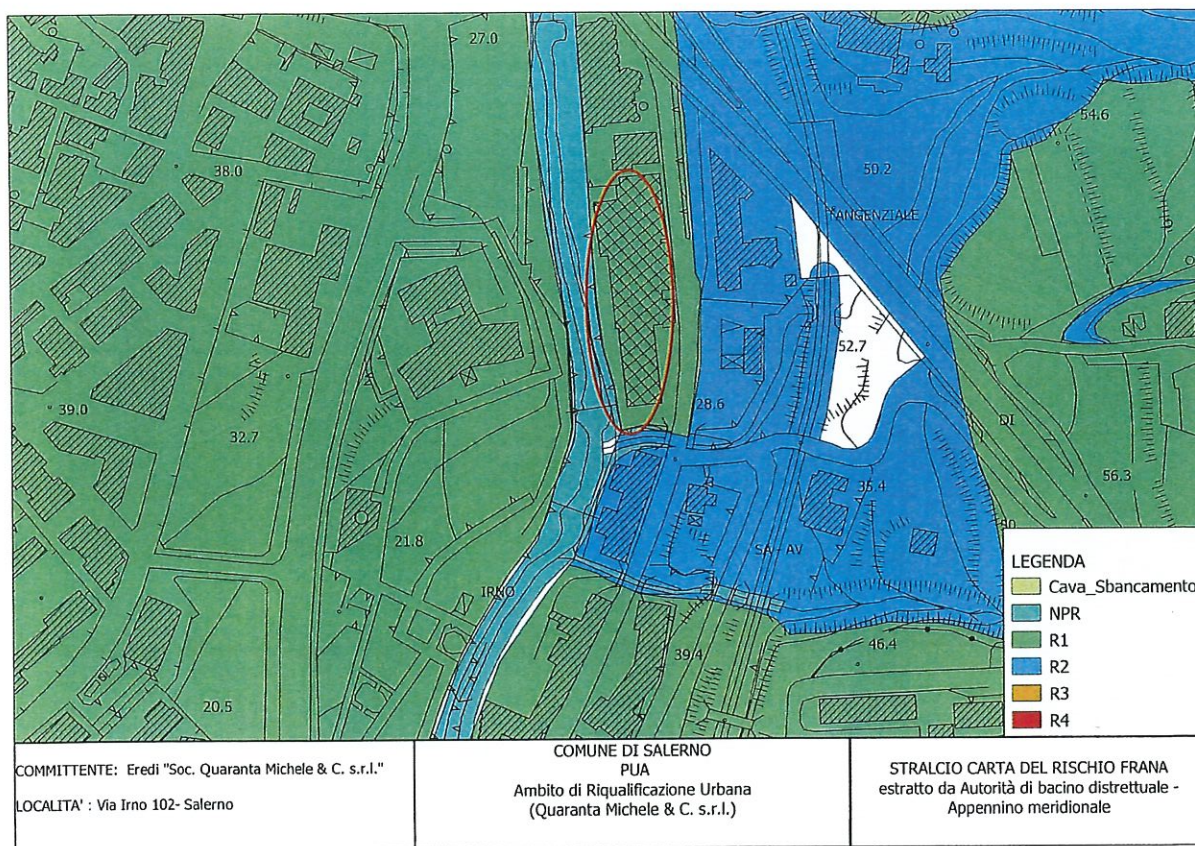 27.0
54.6
50.2
38.0
TANGENZIALE
52.7
39.0
32.7
28.6
DI
56.3
35.4
21.8
SA - AV
IRNO
39.4
46.4
20.5
LEGENDA
Cava_Sbancamento
NPR
R1
R2
R3
R4
COMMITTENTE: Eredi "Soc. Quaranta Michele & C. s.r.l."
LOCALITA' : Via Irno 102- Salerno
COMUNE DI SALERNO
PUA
Ambito di Riqualificazione Urbana
(Quaranta Michele & C. s.r.l.)
STRALCIO CARTA DEL RISCHIO FRANA
estratto da Autorità di bacino distrettuale -
Appennino meridionale